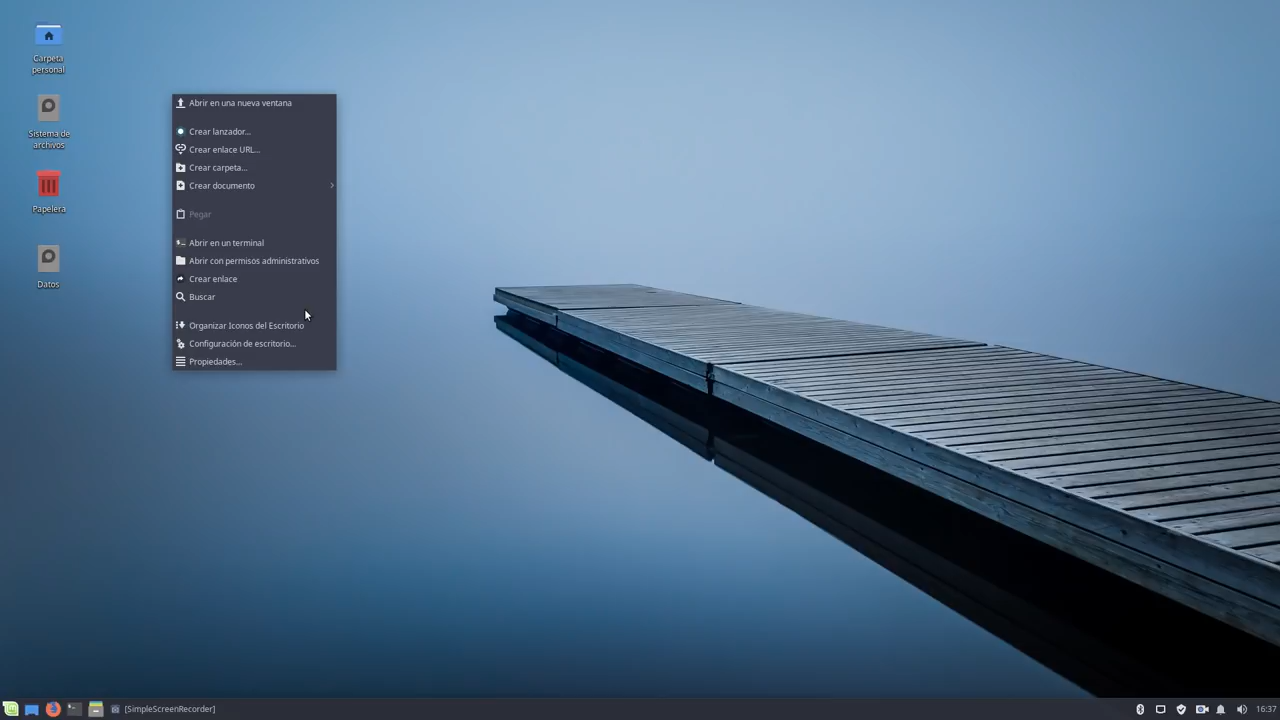 Carpeta
personal
Sistema de
archivos
Papelera
Datos
Abrir en una nueva ventana
Crear lanzador...
Crear enlace URL...
Crear carpeta...
Crear documento
Pegar
Abrir en un terminal
Abrir con permisos administrativos
Crear enlace
Buscar
Organizar Iconos del Escritorio
Configuración de escritorio...
Propiedades...
[SimpleScreenRecorder]
16:37